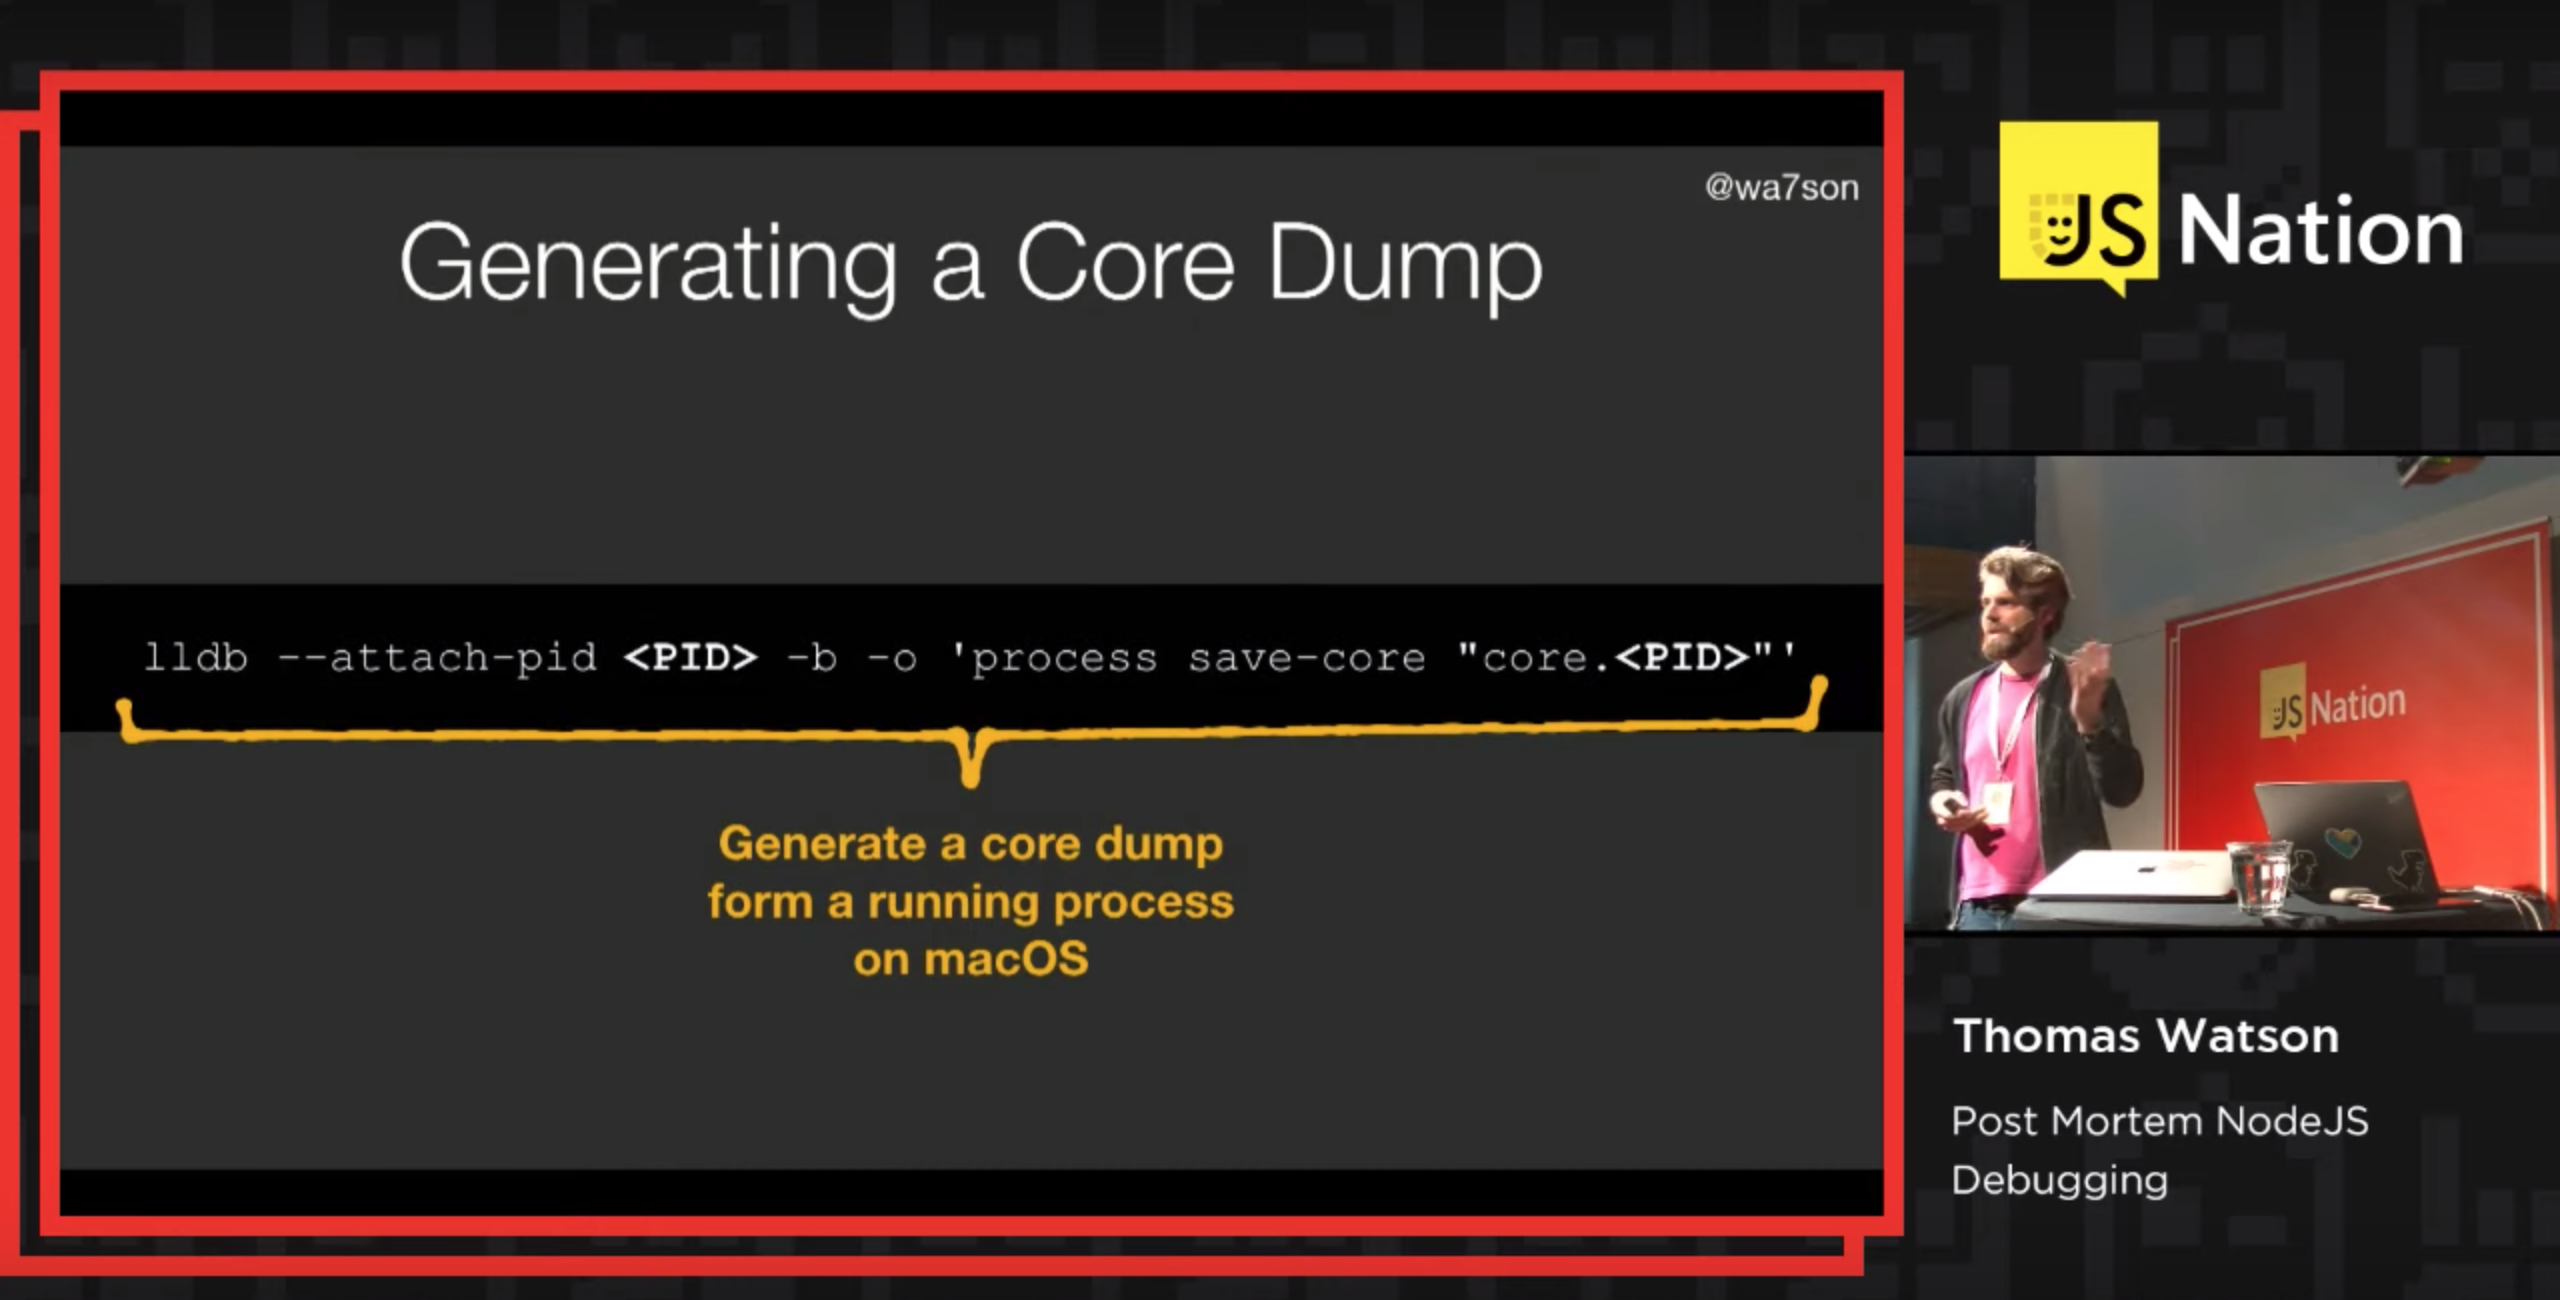 @wa7son
Generating a Core Dump
lldb --attach-pid <PID> -b -o 'process save-core "core.<PID>"'
Generate a core dump
form a running process
on macOS
JS Nation
JS Nation
Thomas Watson
Post Mortem NodeJS
Debugging